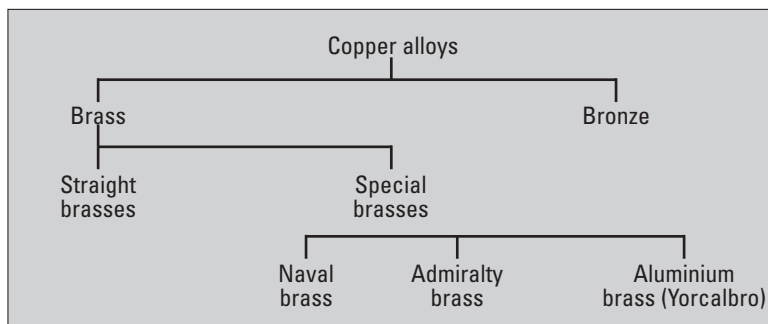 Copper alloys
Brass
Bronze
Straight
brasses
Special
brasses
Naval
brass
Admiralty
brass
Aluminium
brass (Yorcalbro)